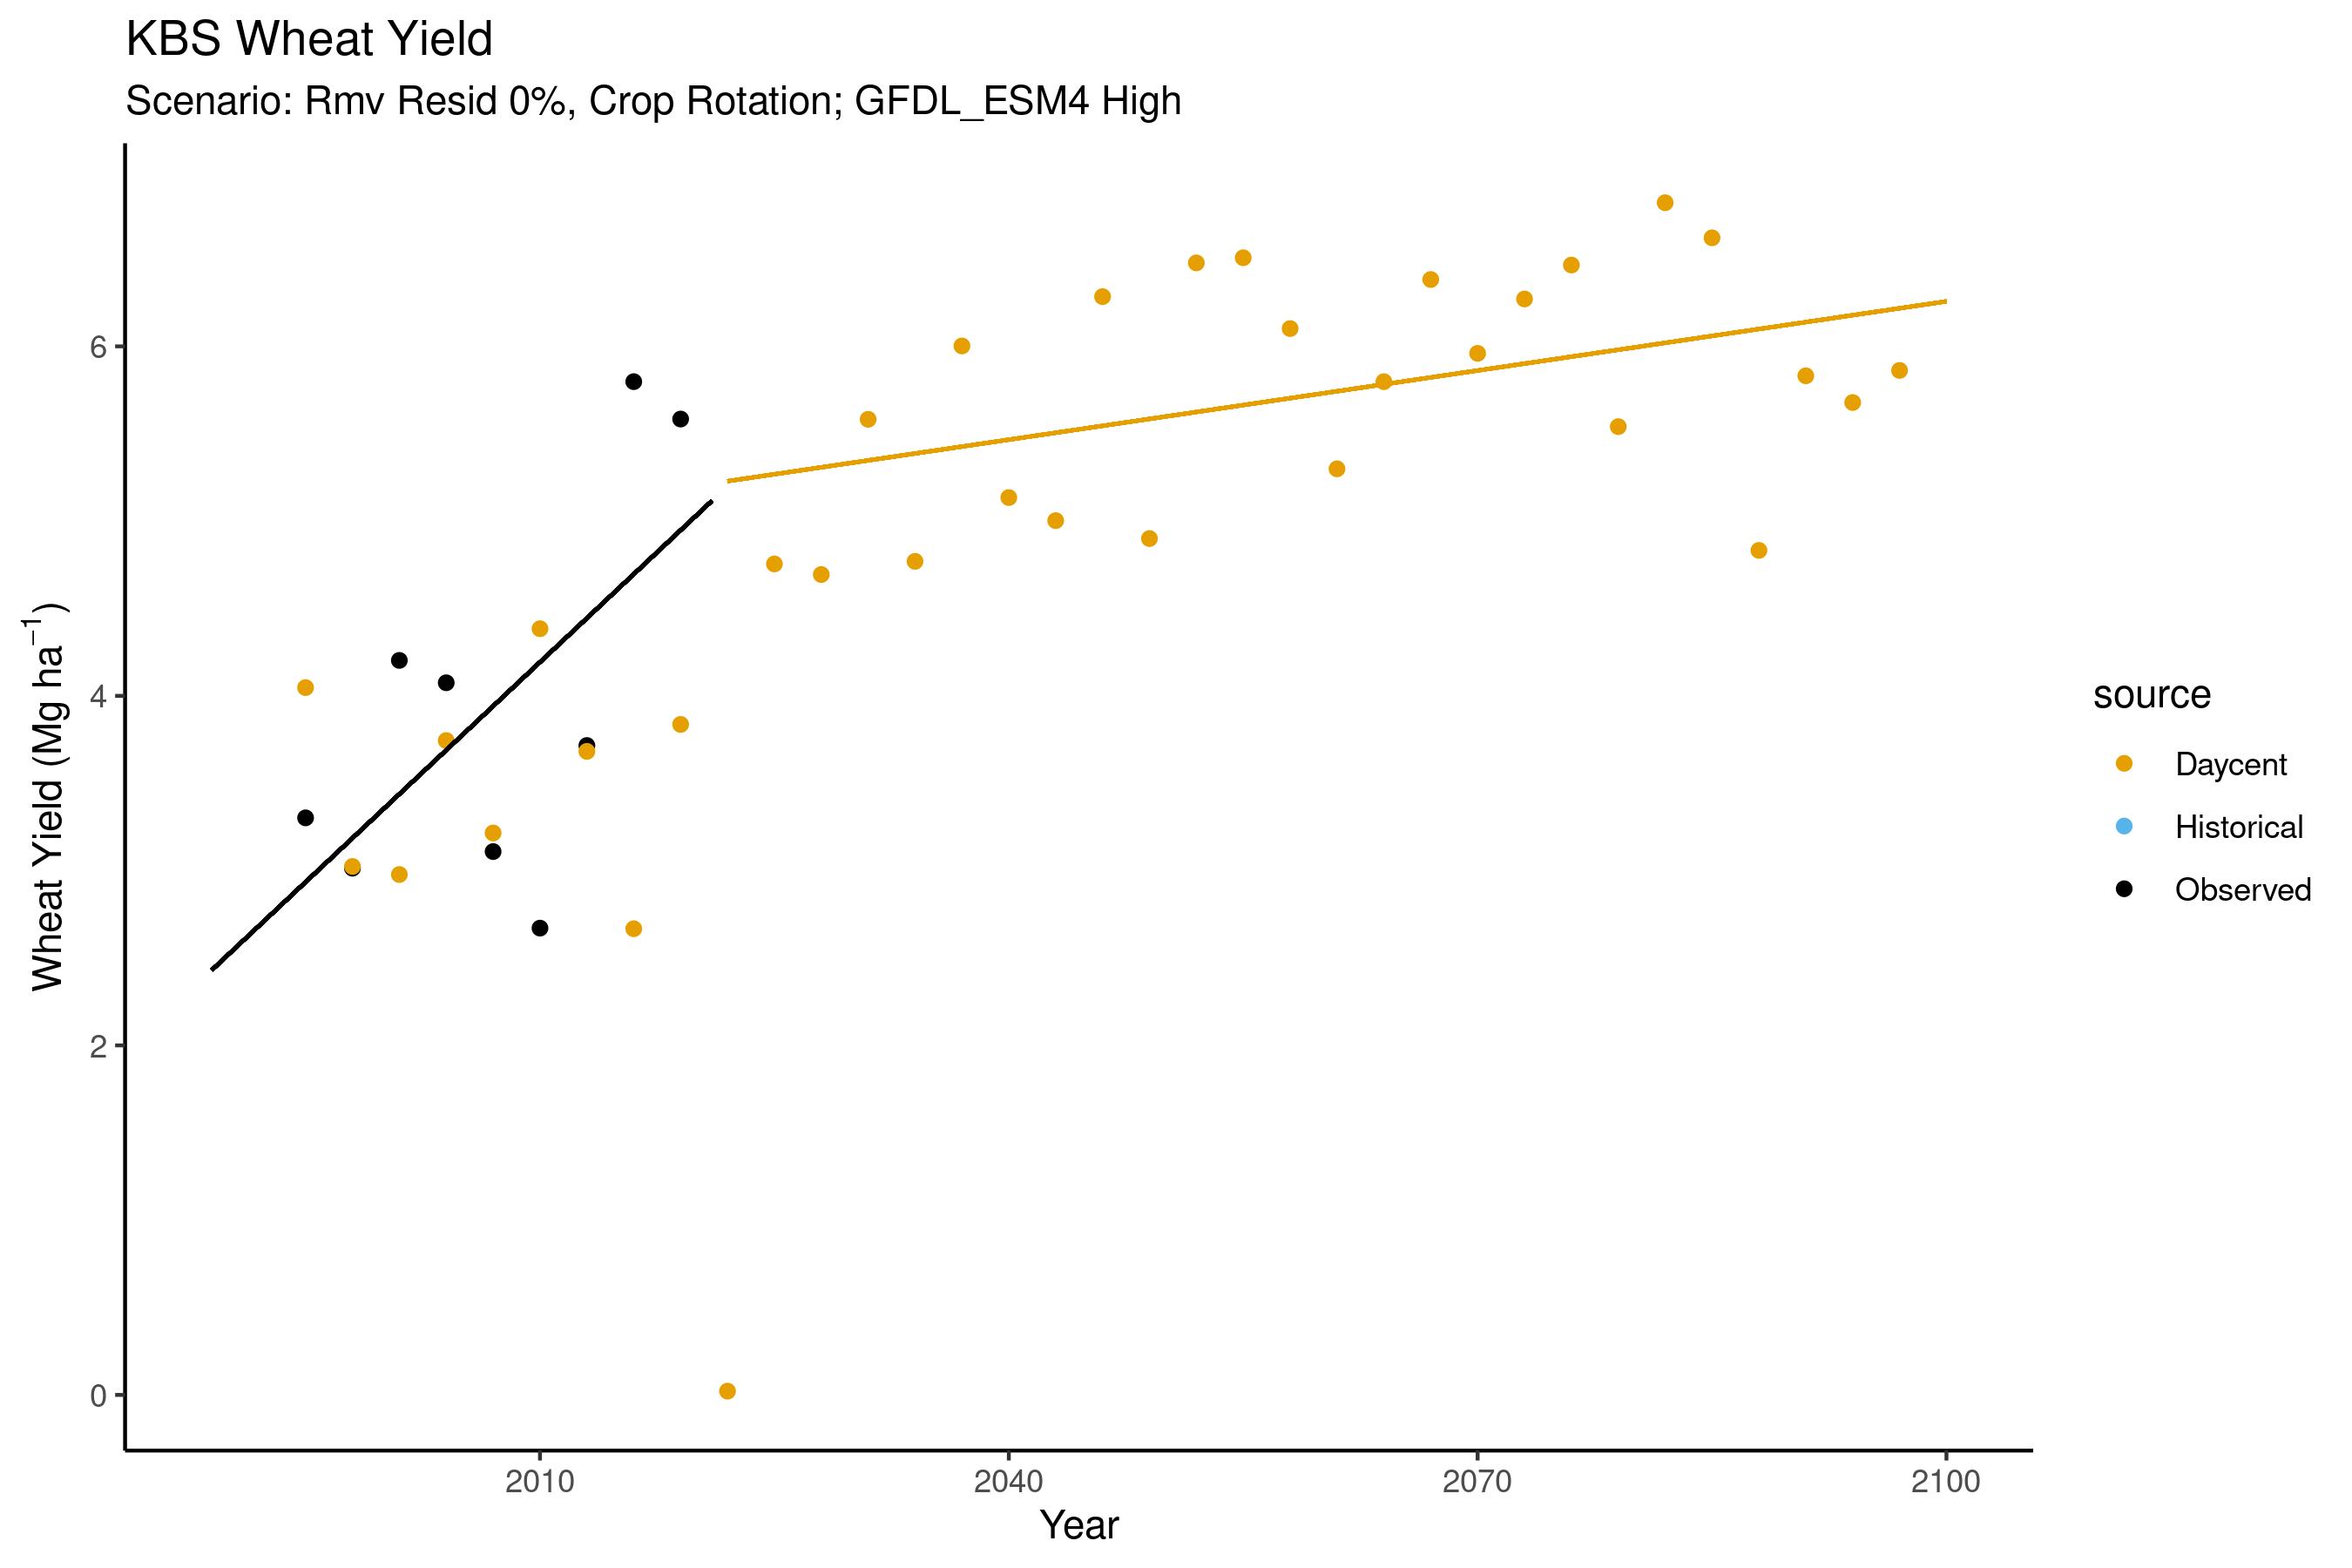 KBS Wheat Yield
Scenario: Rmv Resid 0%, Crop Rotation; GFDL_ESM4 High
Wheat Yield (Mg ha⁻¹)
6
4
2
0
2010
2040
2070
2100
Year
source
Daycent
Historical
Observed